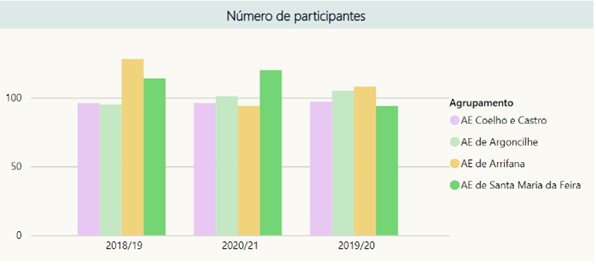 Número de participantes
100
50
0
2018/19
2020/21
2019/20
Agrupamento
AE Coelho e Castro
AE de Argoncilhe
AE de Arrifana
AE de Santa Maria da Feira